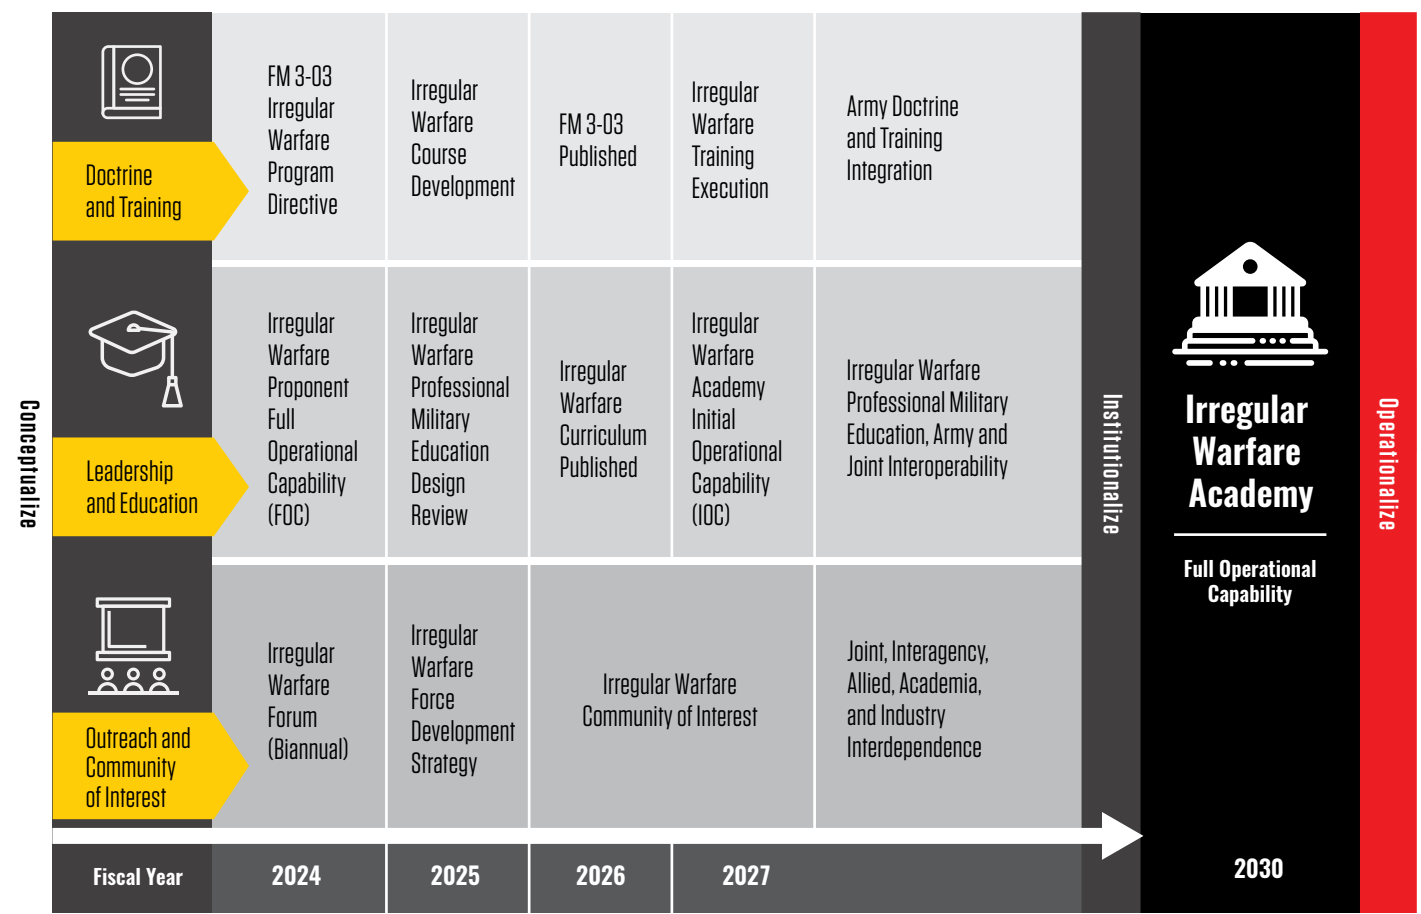 Conceptualize
Doctrine
and Training
FM 3-03
Irregular
Warfare
Program
Directive
Irregular
Warfare
Course
Development
FM 3-03
Published
Irregular
Warfare
Training
Execution
Army Doctrine
and Training
Integration
Leadership
and Education
Irregular
Warfare
Proponent
Full
Operational
Capability
(FOC)
Irregular
Warfare
Professional
Military
Education
Design
Review
Irregular
Warfare
Curriculum
Published
Irregular
Warfare
Academy
Initial
Operational
Capability
(IOC)
Irregular Warfare
Professional Military
Education, Army and
Joint Interoperability
Outreach and
Community
of Interest
Irregular
Warfare
Forum
(Biannual)
Irregular
Warfare
Force
Development
Strategy
Irregular Warfare
Community of Interest
Joint, Interagency,
Allied, Academia,
and Industry
Interdependence
Fiscal Year
2024
2025
2026
2027
Institutionalize
Irregular
Warfare
Academy
Full Operational
Capability
2030
Operationalize